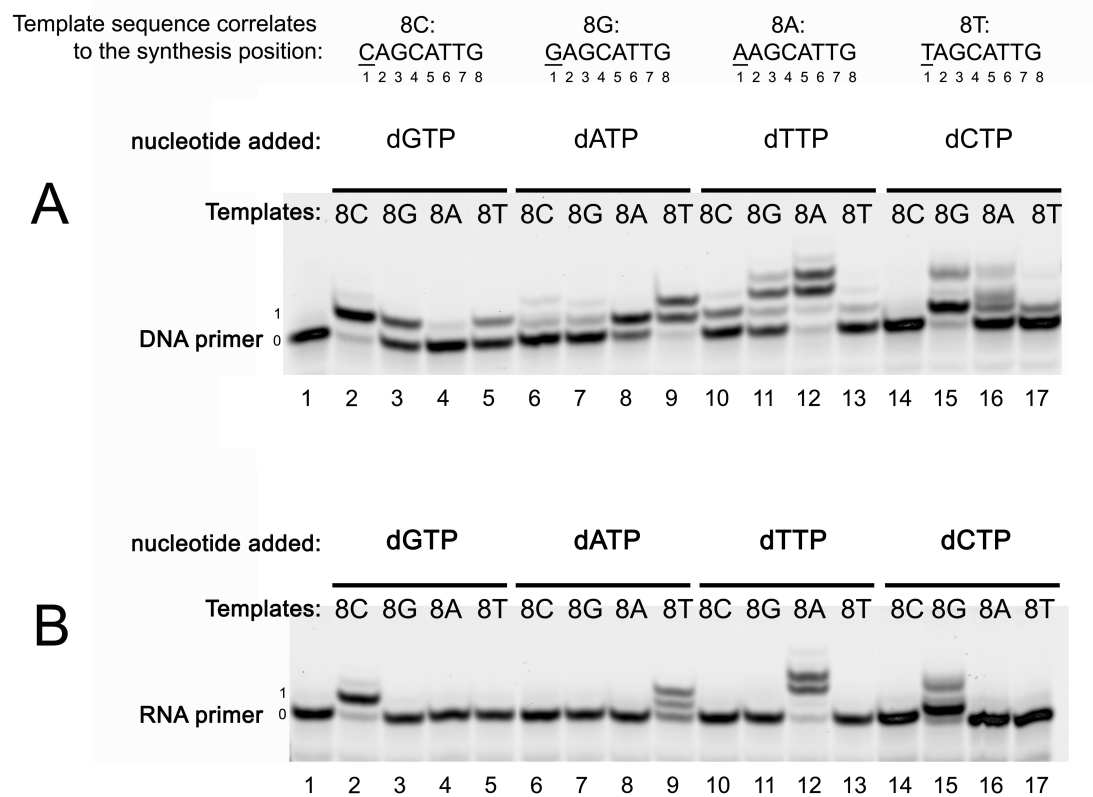 Template sequence correlates
to the synthesis position:
8C: 8G: 8A: 8T:
CAGCATTG GAGCATTG AAGCATTG TAGCATTG
1 2 3 4 5 6 7 8 1 2 3 4 5 6 7 8 1 2 3 4 5 6 7 8 1 2 3 4 5 6 7 8
nucleotide added: dGTP dATP dTTP dCTP
A
Templates: 8C 8G 8A 8T 8C 8G 8A 8T 8C 8G 8A 8T 8C 8G 8A 8T
1
DNA primer 0
1 2 3 4 5 6 7 8 9 10 11 12 13 14 15 16 17
nucleotide added: dGTP dATP dTTP dCTP
B
Templates: 8C 8G 8A 8T 8C 8G 8A 8T 8C 8G 8A 8T 8C 8G 8A 8T
1
RNA primer 0
1 2 3 4 5 6 7 8 9 10 11 12 13 14 15 16 17